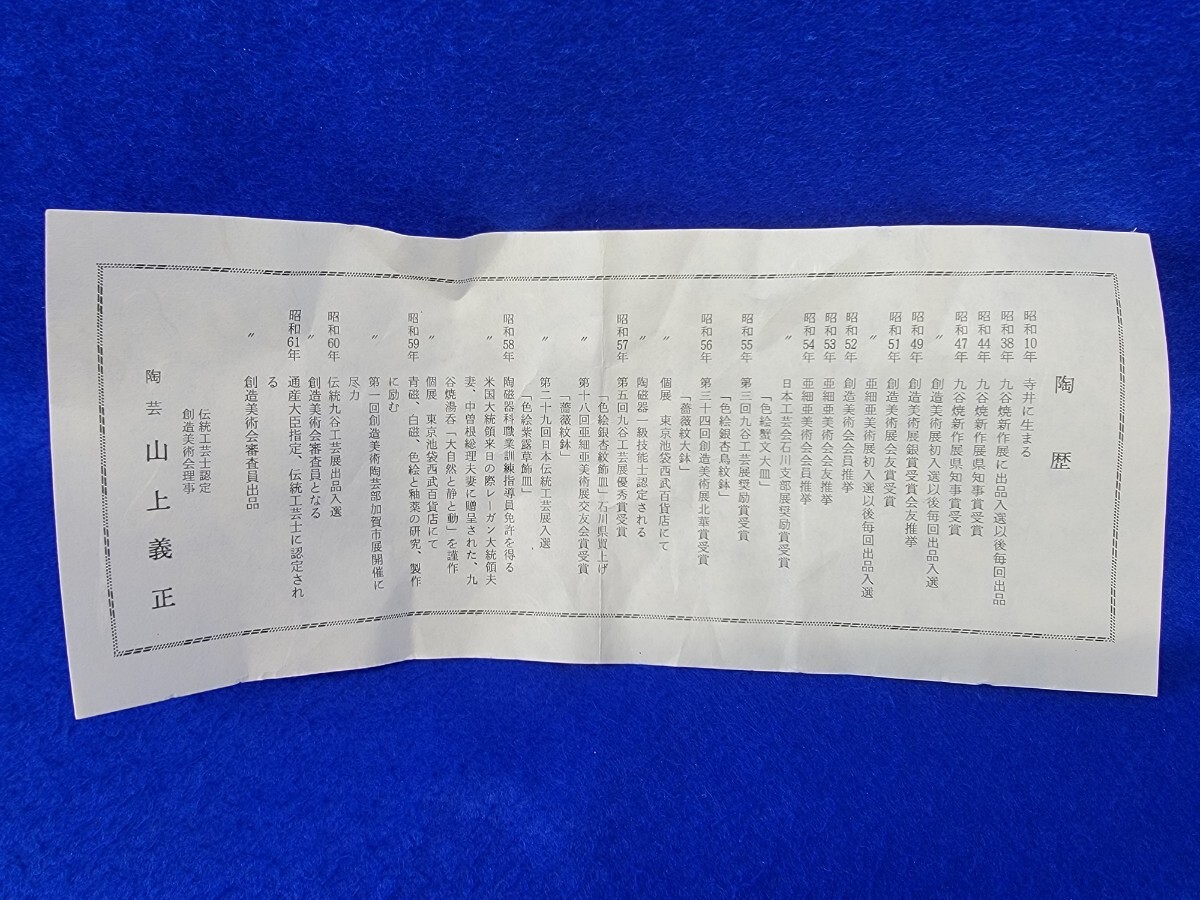 陶歴
昭和10年 寺井に生まる
昭和38年 九谷焼新作展に出品入選以後毎回出品
昭和44年 九谷焼新作展県知事賞受賞
昭和47年 九谷焼新作展県知事賞受賞
〃 創造美術展初入選以後毎回出品入選
昭和49年 創造美術展銀賞受賞会友推挙
昭和51年 創造美術展会友賞受賞
〃 亜細亜美術展初入選以後毎回出品入選
昭和52年 創造美術会会員推挙
昭和53年 亜細亜美術会会友推挙
昭和54年 亜細亜美術会会員推挙
〃 日本工芸会石川支部展奨励賞受賞
「色絵蟹文大皿」
昭和55年 第三回九谷工芸展奨励賞受賞
「色絵銀杏鳥紋鉢」
昭和56年 第三十四回創造美術展北華賞受賞
「薔薇紋大鉢」
〃 個展 東京池袋西武百貨店にて
〃 陶磁器一級技能士認定される
昭和57年 第五回九谷工芸展優秀賞受賞
「色絵銀杏紋飾皿」石川県買上げ
〃 第十八回亜細亜美術展交友会賞受賞
「薔薇紋鉢」
〃 第二十九回日本伝統工芸展入選
「色絵紫露草飾皿」
昭和58年 陶磁器科職業訓練指導員免許を得る
〃 米国大統領来日の際レーガン大統領夫
妻、中曽根総理夫妻に贈呈された、九
谷焼湯呑「大自然と静と動」を謹作
〃 個展 東京池袋西武百貨店にて
昭和59年 青磁、白磁、色絵と釉薬の研究、製作
に励む
〃 第一回創造美術陶芸部加賀市展開催に
尽力
昭和60年 伝統九谷工芸展出品入選
〃 創造美術会審査員となる
昭和61年 通産大臣指定、伝統工芸士に認定され
る
〃 創造美術会審査員出品
伝統工芸士認定
創造美術会理事
陶芸 山上義正